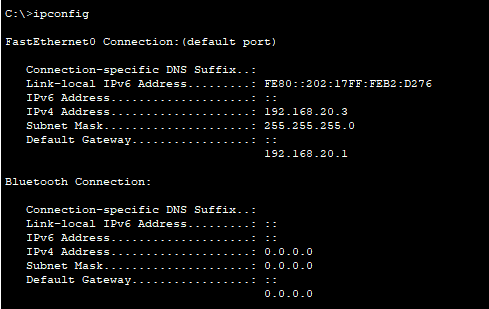 C:\>ipconfig
FastEthernet0 Connection:(default port)
Connection-specific DNS Suffix..:
Link-local IPv6 Address.........: FE80::202:17FF:FEB2:D276
IPv6 Address....................: ::
IPv4 Address....................: 192.168.20.3
Subnet Mask.....................: 255.255.255.0
Default Gateway.................: ::
192.168.20.1
Bluetooth Connection:
Connection-specific DNS Suffix..:
Link-local IPv6 Address.........: ::
IPv6 Address....................: ::
IPv4 Address....................: 0.0.0.0
Subnet Mask.....................: 0.0.0.0
Default Gateway.................: ::
0.0.0.0